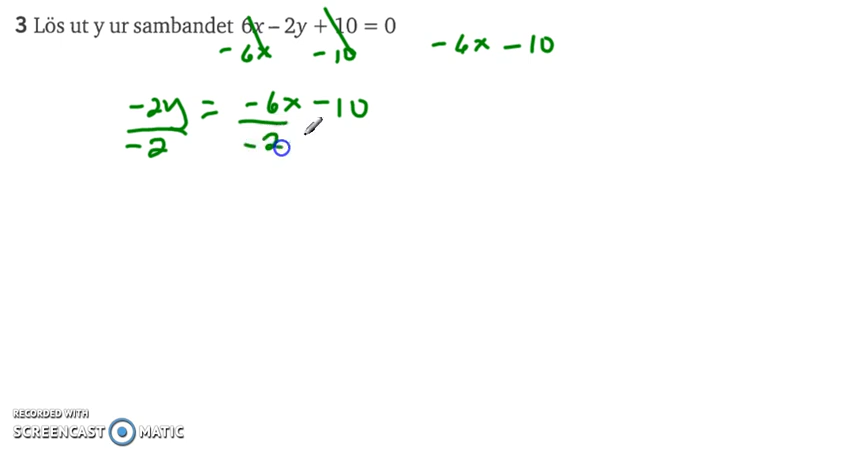 3 Lös ut y ur sambandet 6x – 2y + 10 = 0
-6x -10 -6x -10
-2y = -6x -10
-2 -2
RECORDED WITH
SCREENCAST MATIC